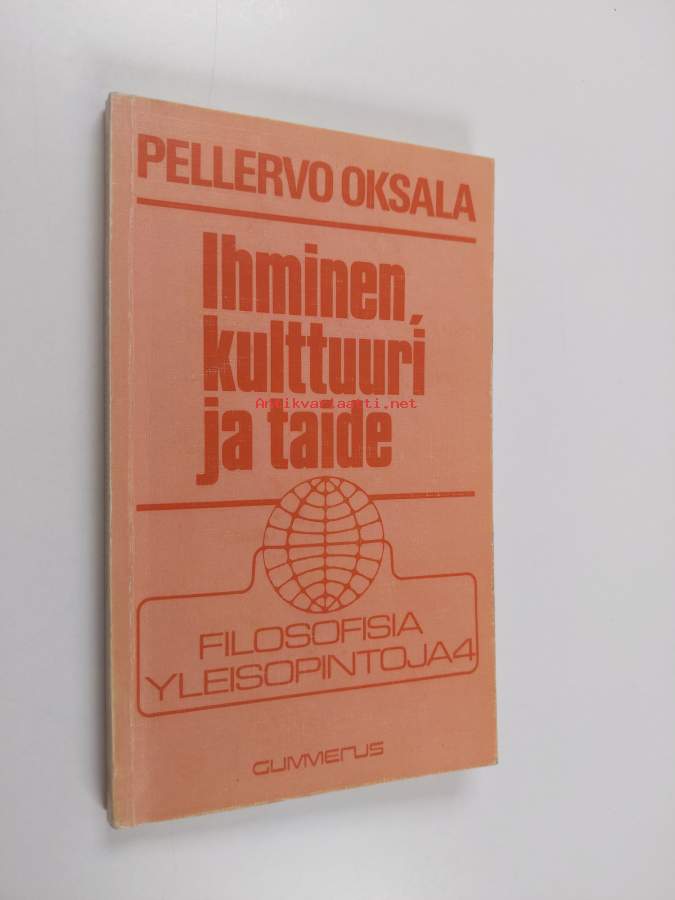 PELLERVO OKSALA
Ihminen,
kulttuuri
Antikvariaatti.net
ja taide
FILOSOFISIA
YLEISOPINTOJA 4
GUMMERUS